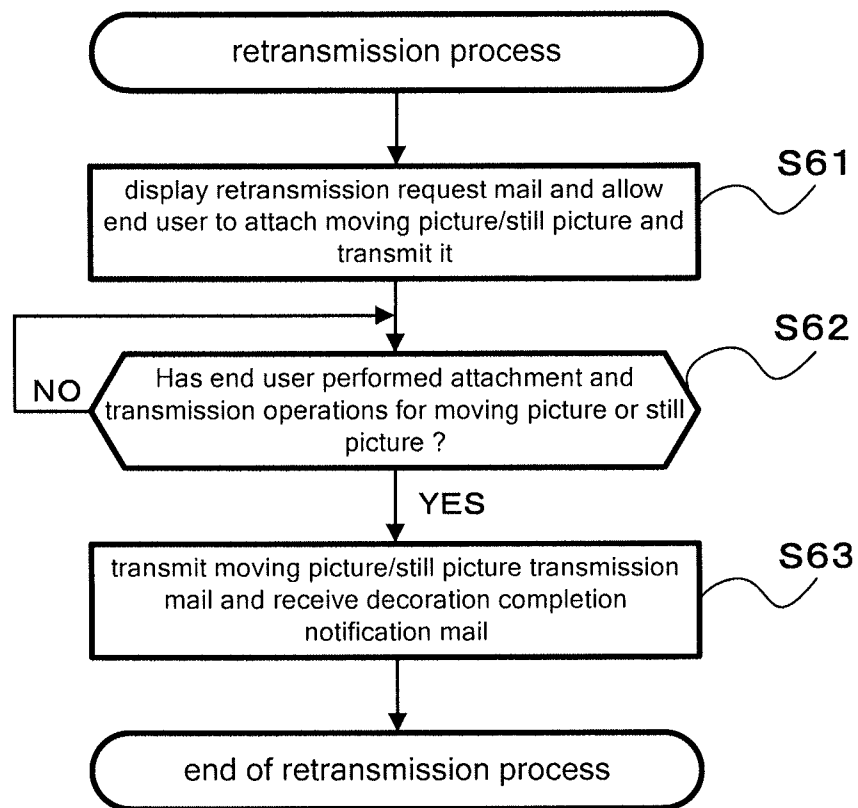 retransmission process
S61
display retransmission request mail and allow
end user to attach moving picture/still picture and
transmit it
S62
Has end user performed attachment and
transmission operations for moving picture or still
picture ?
NO
YES
S63
transmit moving picture/still picture transmission
mail and receive decoration completion
notification mail
end of retransmission process